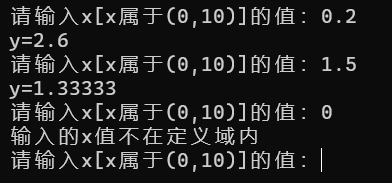 请输入x[x属于(0,10)]的值: 0.2
y=2.6
请输入x[x属于(0,10)]的值: 1.5
y=1.33333
请输入x[x属于(0,10)]的值: 0
输入的x值不在定义域内
请输入x[x属于(0,10)]的值: